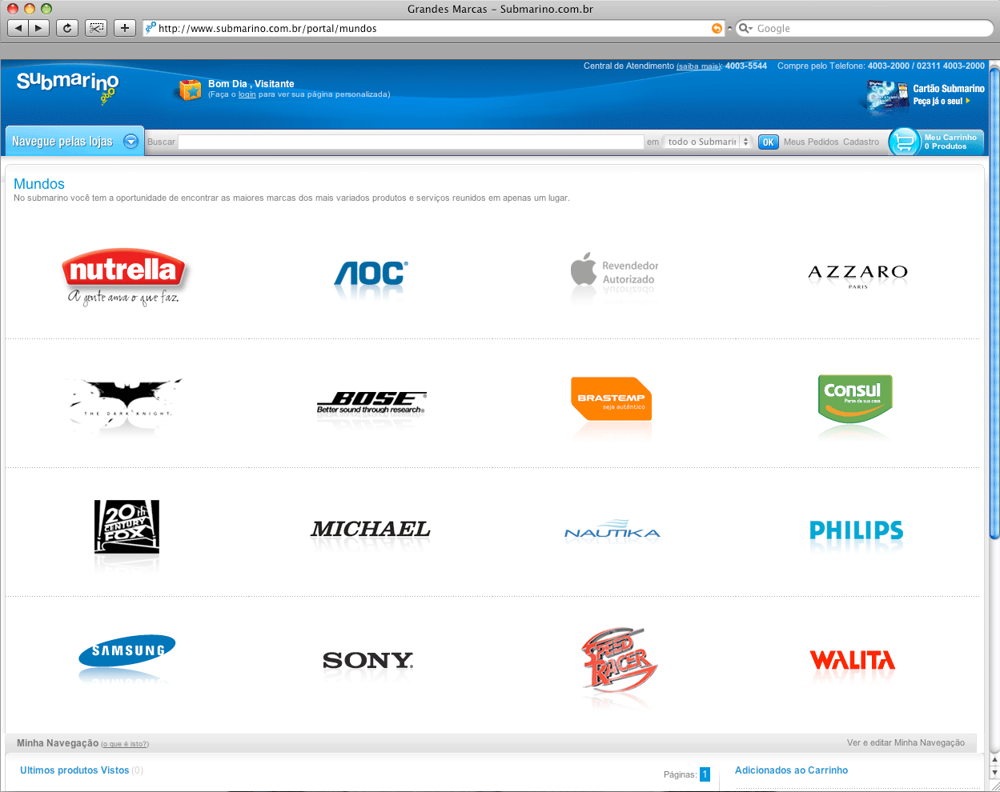 Grandes Marcas – Submarino.com.br
http://www.submarino.com.br/portal/mundos
Google
Central de Atendimento (saiba mais): 4003-5544 Compre pelo Telefone: 4003-2000 / 02311 4003-2000
Submarino
Bom Dia , Visitante
(Faça o login para ver sua página personalizada)
Cartão Submarino
Peça já o seu!
Navegue pelas lojas
Buscar
em
todo o Submari
OK
Meus Pedidos Cadastro
Meu Carrinho
0 Produtos
Mundos
No submarino você tem a oportunidade de encontrar as maiores marcas dos mais variados produtos e serviços reunidos em apenas um lugar.
nutrella
A gente ama o que faz.
AOC
Revendedor
Autorizado
AZZARO
PARIS
THE DARK KNIGHT.
BOSE
Better sound through research®
BRASTEMP
seja autêntico
Consul
Parte da sua casa
20th
CENTURY
FOX
MICHAEL
NAUTIKA
PHILIPS
SAMSUNG
SONY
SPEED
RACER
WALITA
Minha Navegação (o que é isto?)
Ver e editar Minha Navegação
Ultimos produtos Vistos (0)
Páginas: 1
Adicionados ao Carrinho